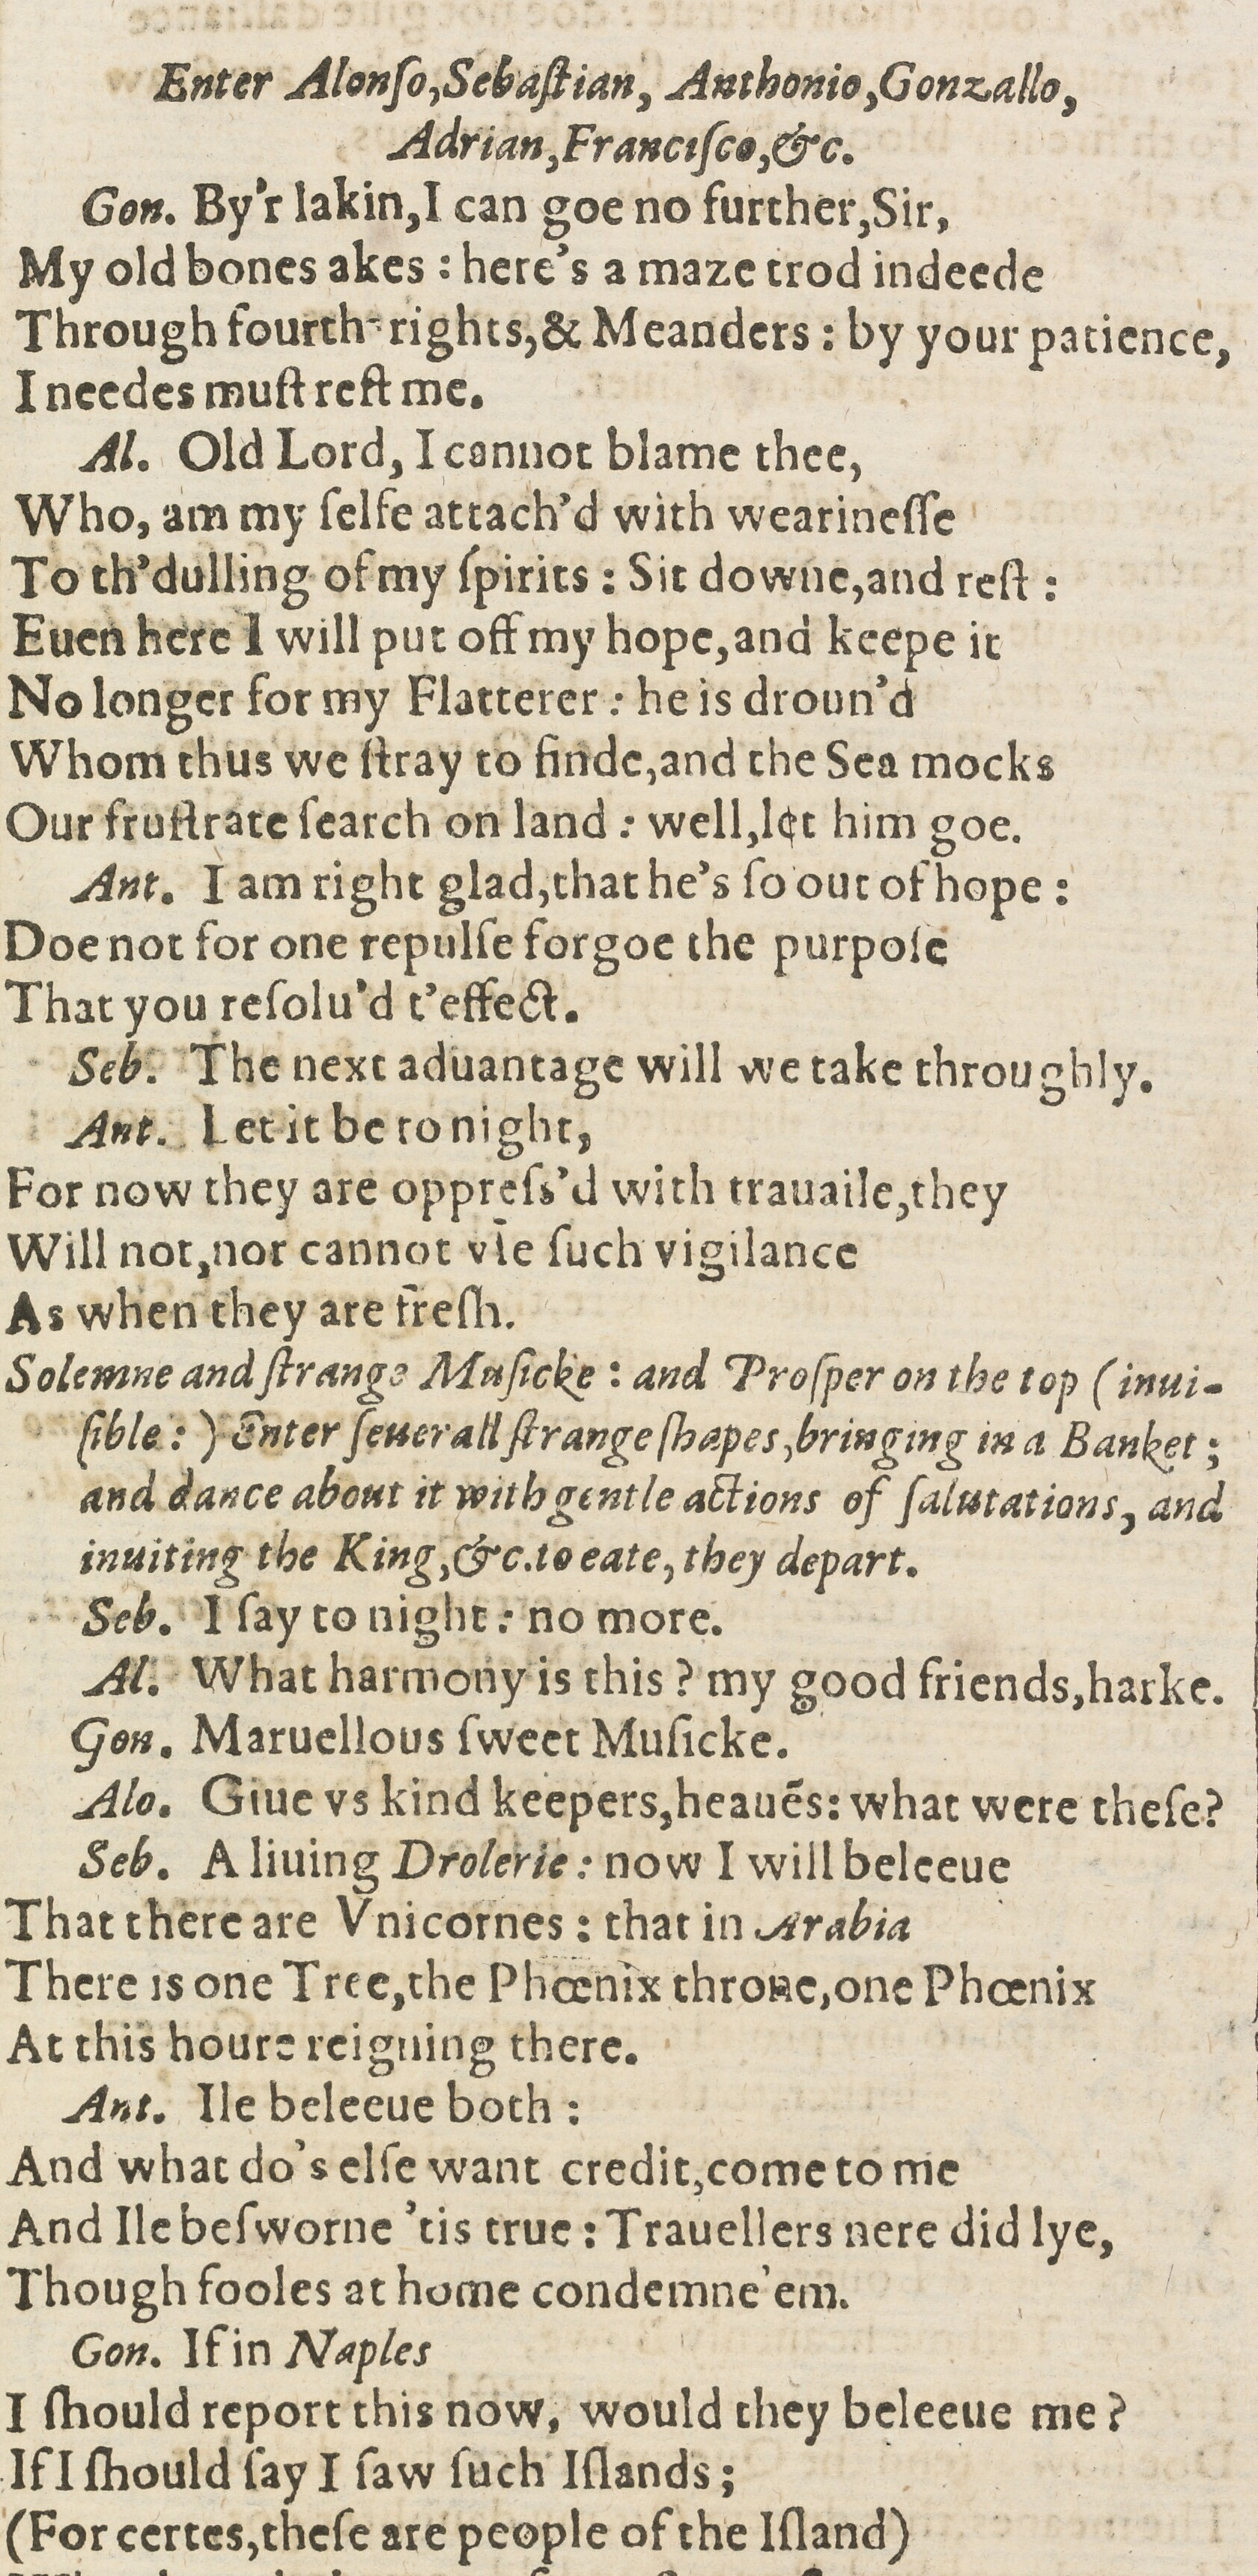 Enter Alonſo,Sebaſtian, Anthonio,Gonzallo,
Adrian,Franciſco,&c.
Gon. By'r lakin,I can goe no further,Sir,
My old bones akes : here's a maze trod indeede
Through fourth-rights,& Meanders : by your patience,
I needes muſt reſt me.
Al. Old Lord, I cannot blame thee,
Who, am my ſelfe attach'd with wearineſſe
To th'dulling of my ſpirits : Sit downe,and reſt :
Euen here I will put off my hope,and keepe it
No longer for my Flatterer : he is droun'd
Whom thus we ſtray to finde,and the Sea mocks
Our fruſtrate ſearch on land : well,let him goe.
Ant. I am right glad,that he's ſo out of hope :
Doe not for one repulſe forgoe the purpoſe
That you reſolu'd t'effect.
Seb. The next aduantage will we take throughly.
Ant. Let it be to night,
For now they are oppreſs'd with trauaile,they
Will not,nor cannot vſe ſuch vigilance
As when they are freſh.
Solemne and ſtrange Muſicke : and Proſper on the top (inui-
ſible : ) Enter ſeuerall ſtrange ſhapes,bringing in a Banket ;
and dance about it with gentle actions of ſalutations, and
inuiting the King,&c.to eate, they depart.
Seb. I ſay to night : no more.
Al. What harmony is this ? my good friends,harke.
Gon. Maruellous ſweet Muſicke.
Alo. Giue vs kind keepers,heauẽs: what were theſe?
Seb. A liuing Drolerie : now I will beleeue
That there are Vnicornes : that in Arabia
There is one Tree,the Phœnix throne,one Phœnix
At this houre reigning there.
Ant. Ile beleeue both :
And what do's elſe want credit,come to me
And Ile beſworne 'tis true : Trauellers nere did lye,
Though fooles at home condemne'em.
Gon. If in Naples
I ſhould report this now, would they beleeue me ?
If I ſhould ſay I ſaw ſuch Iſlands ;
(For certes,theſe are people of the Iſland)